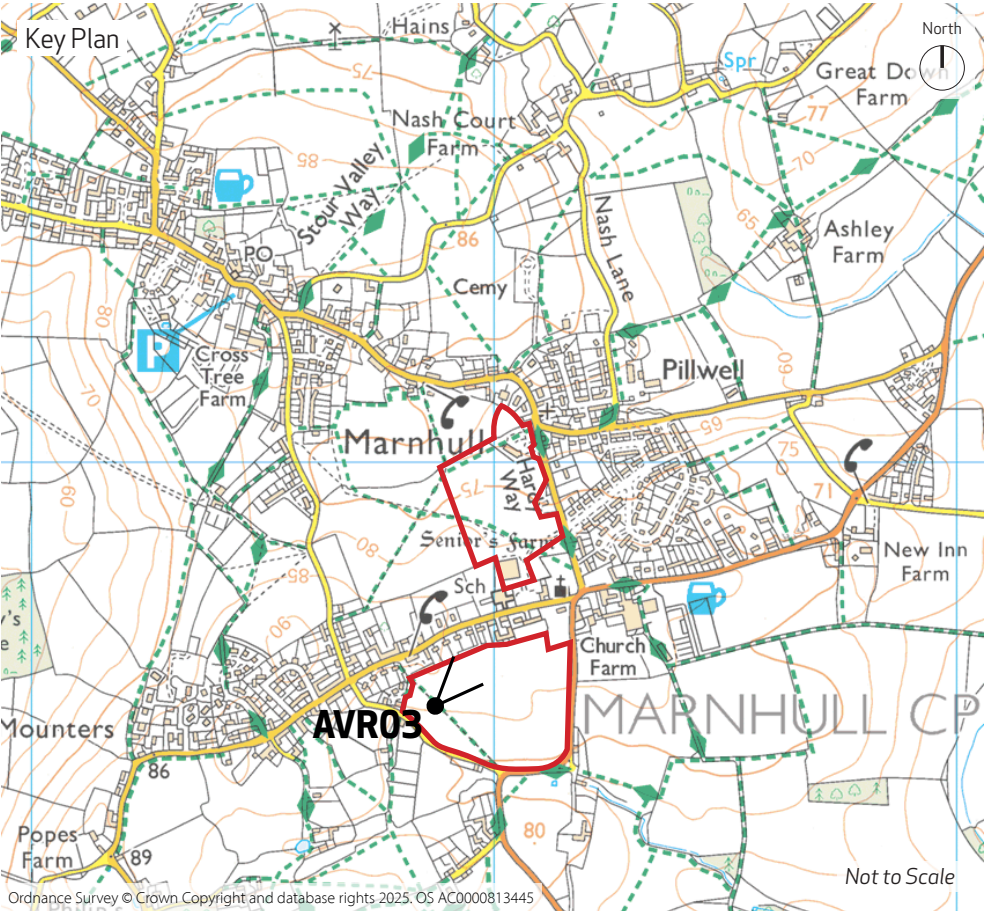 Key Plan
North
Hains
75
Spr
Great Down
Farm
77
Nash Court
Farm
85
70
Stour Valley
Way
Nash Lane
65
86
Ashley
Farm
PO
Cemy
80
P
Cross
Tree
Farm
70
Pillwell
60
Marnhull
65
75
75
Hardy
Way
71
60
80
Senior's Farm
85
New Inn
Farm
Sch
90
Church
Farm
MARNHULL CP
AVR03
Mounters
86
80
Popes
Farm
89
Not to Scale
Ordnance Survey © Crown Copyright and database rights 2025. OS AC0000813445